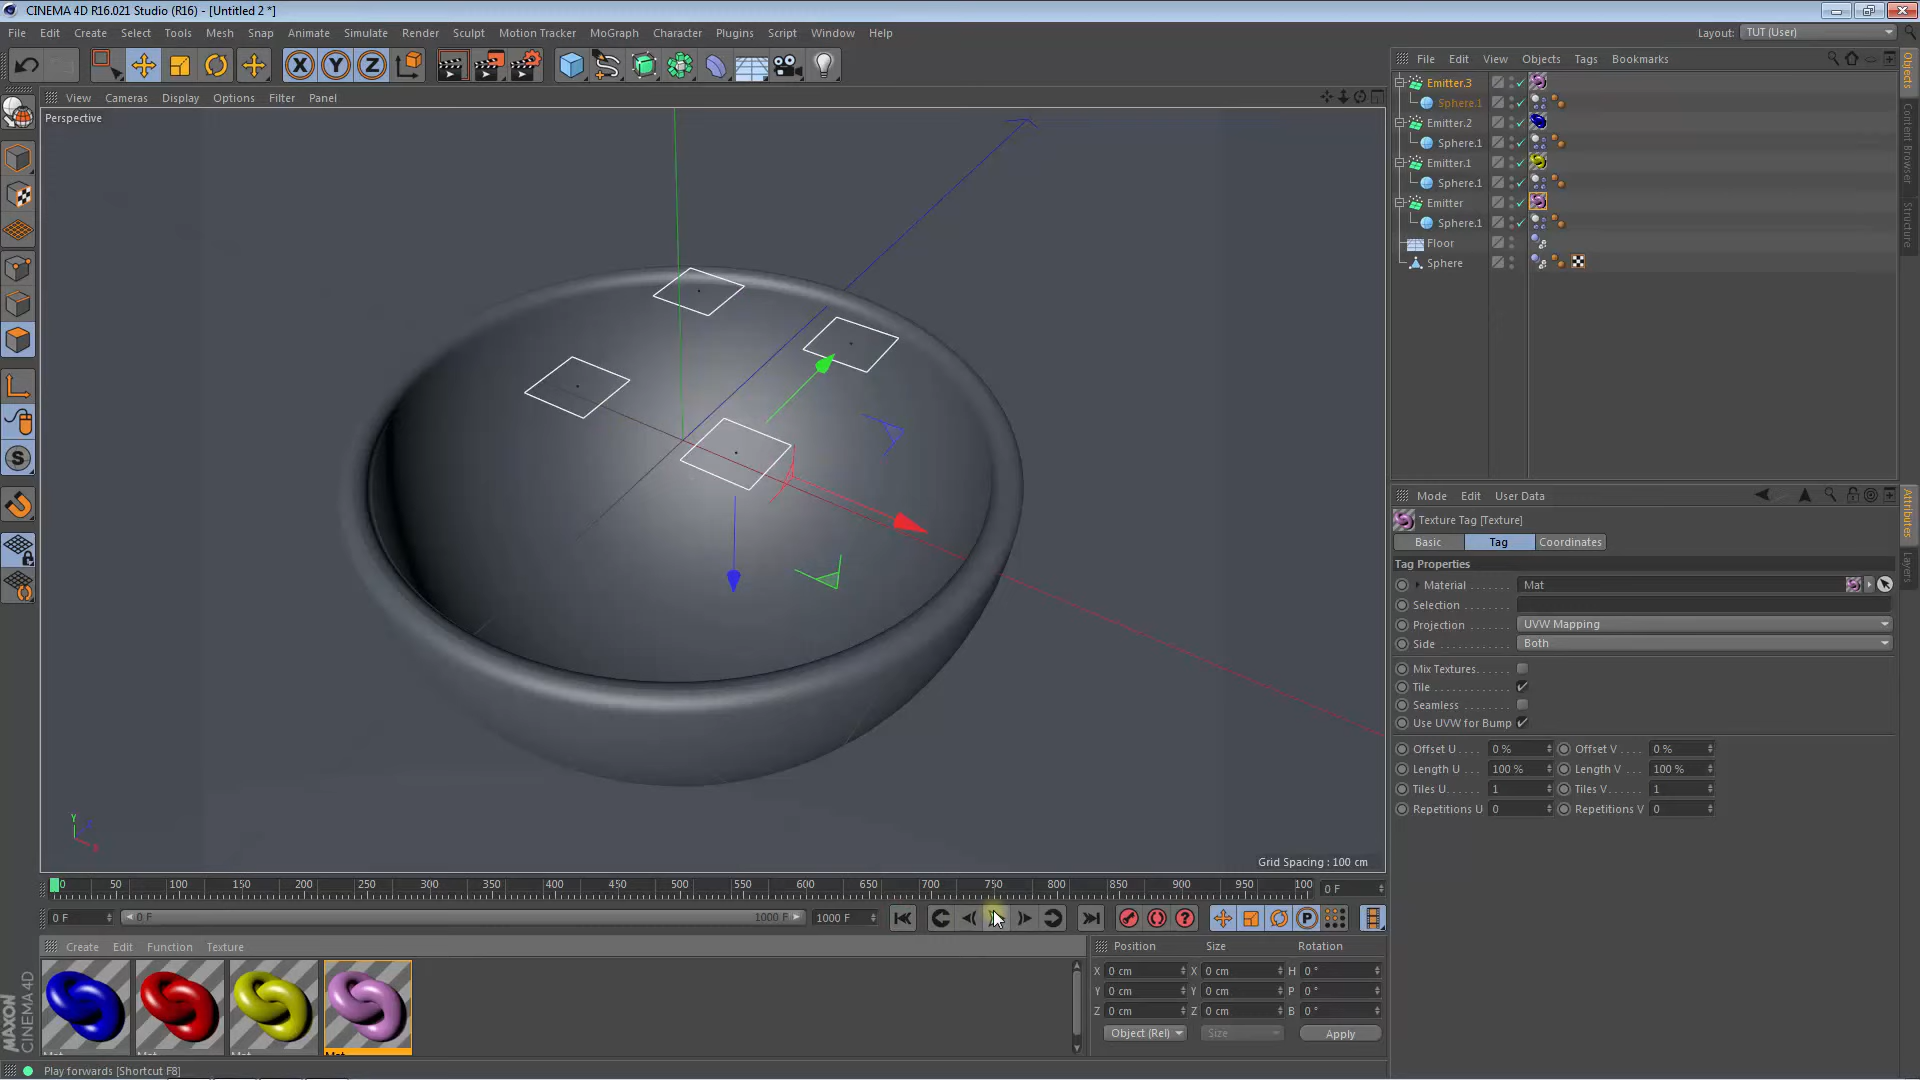 CINEMA 4D R16.021 Studio (R16) - [Untitled 2 *]
File Edit Create Select Tools Mesh Snap Animate Simulate Render Sculpt Motion Tracker MoGraph Character Plugins Script Window Help
Layout: TUT (User)
X Y Z
File Edit View Objects Tags Bookmarks
View Cameras Display Options Filter Panel
Perspective
Emitter.3
Sphere.1
Emitter.2
Sphere.1
Emitter.1
Sphere.1
Emitter
Sphere.1
Floor
Sphere
Objects
Content Browser
Structure
Mode Edit User Data
Texture Tag [Texture]
Basic Tag Coordinates
Tag Properties
Material Mat
Selection
Projection UVW Mapping
Side Both
Mix Textures
Tile
Seamless
Use UVW for Bump
Offset U 0 % Offset V 0 %
Length U 100 % Length V 100 %
Tiles U 1 Tiles V 1
Repetitions U 0 Repetitions V 0
Attributes
Layers
S
Y
Grid Spacing : 100 cm
0 50 100 150 200 250 300 350 400 450 500 550 600 650 700 750 800 850 900 950 100
0 F
0 F 0 F 1000 F 1000 F
P
Create Edit Function Texture
Position Size Rotation
X 0 cm X 0 cm H 0 °
Y 0 cm Y 0 cm P 0 °
Z 0 cm Z 0 cm B 0 °
Object (Rel) Size Apply
MAXON
CINEMA 4D
Play forwards [Shortcut F8]